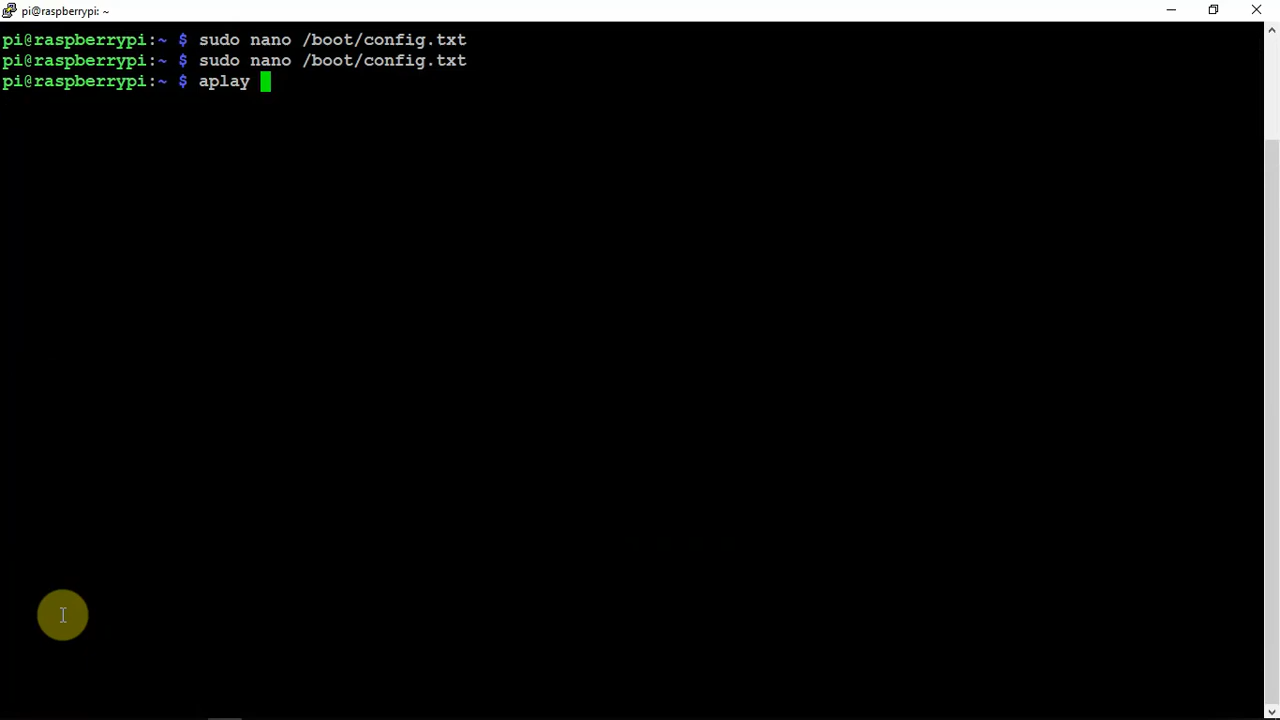 pi@raspberrypi: ~
pi@raspberrypi:~ $ sudo nano /boot/config.txt
pi@raspberrypi:~ $ sudo nano /boot/config.txt
pi@raspberrypi:~ $ aplay